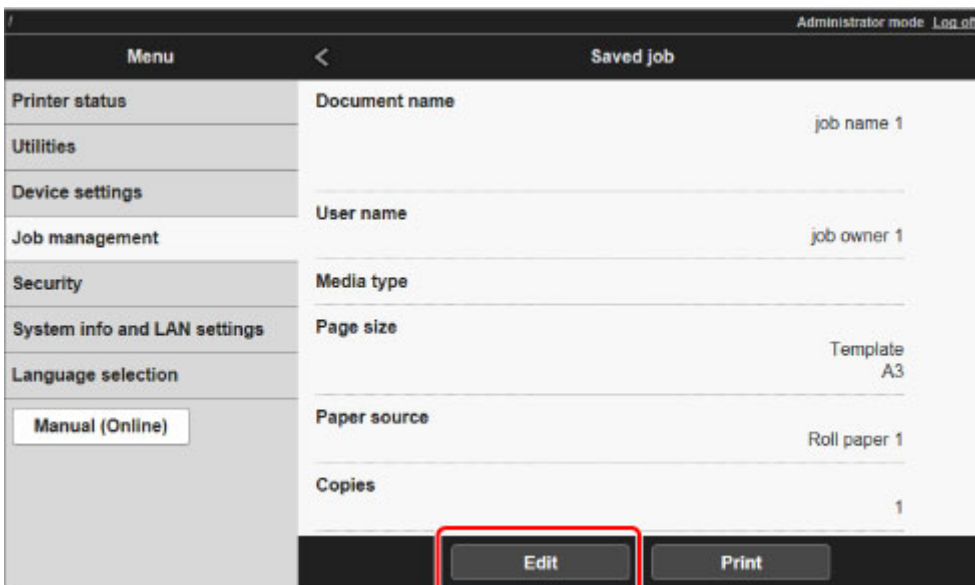 /
Administrator mode Log off
Menu
< Saved job
Printer status
Utilities
Device settings
Job management
Security
System info and LAN settings
Language selection
Manual (Online)
Document name
job name 1
User name
job owner 1
Media type
Page size
Template
A3
Paper source
Roll paper 1
Copies
1
Edit Print